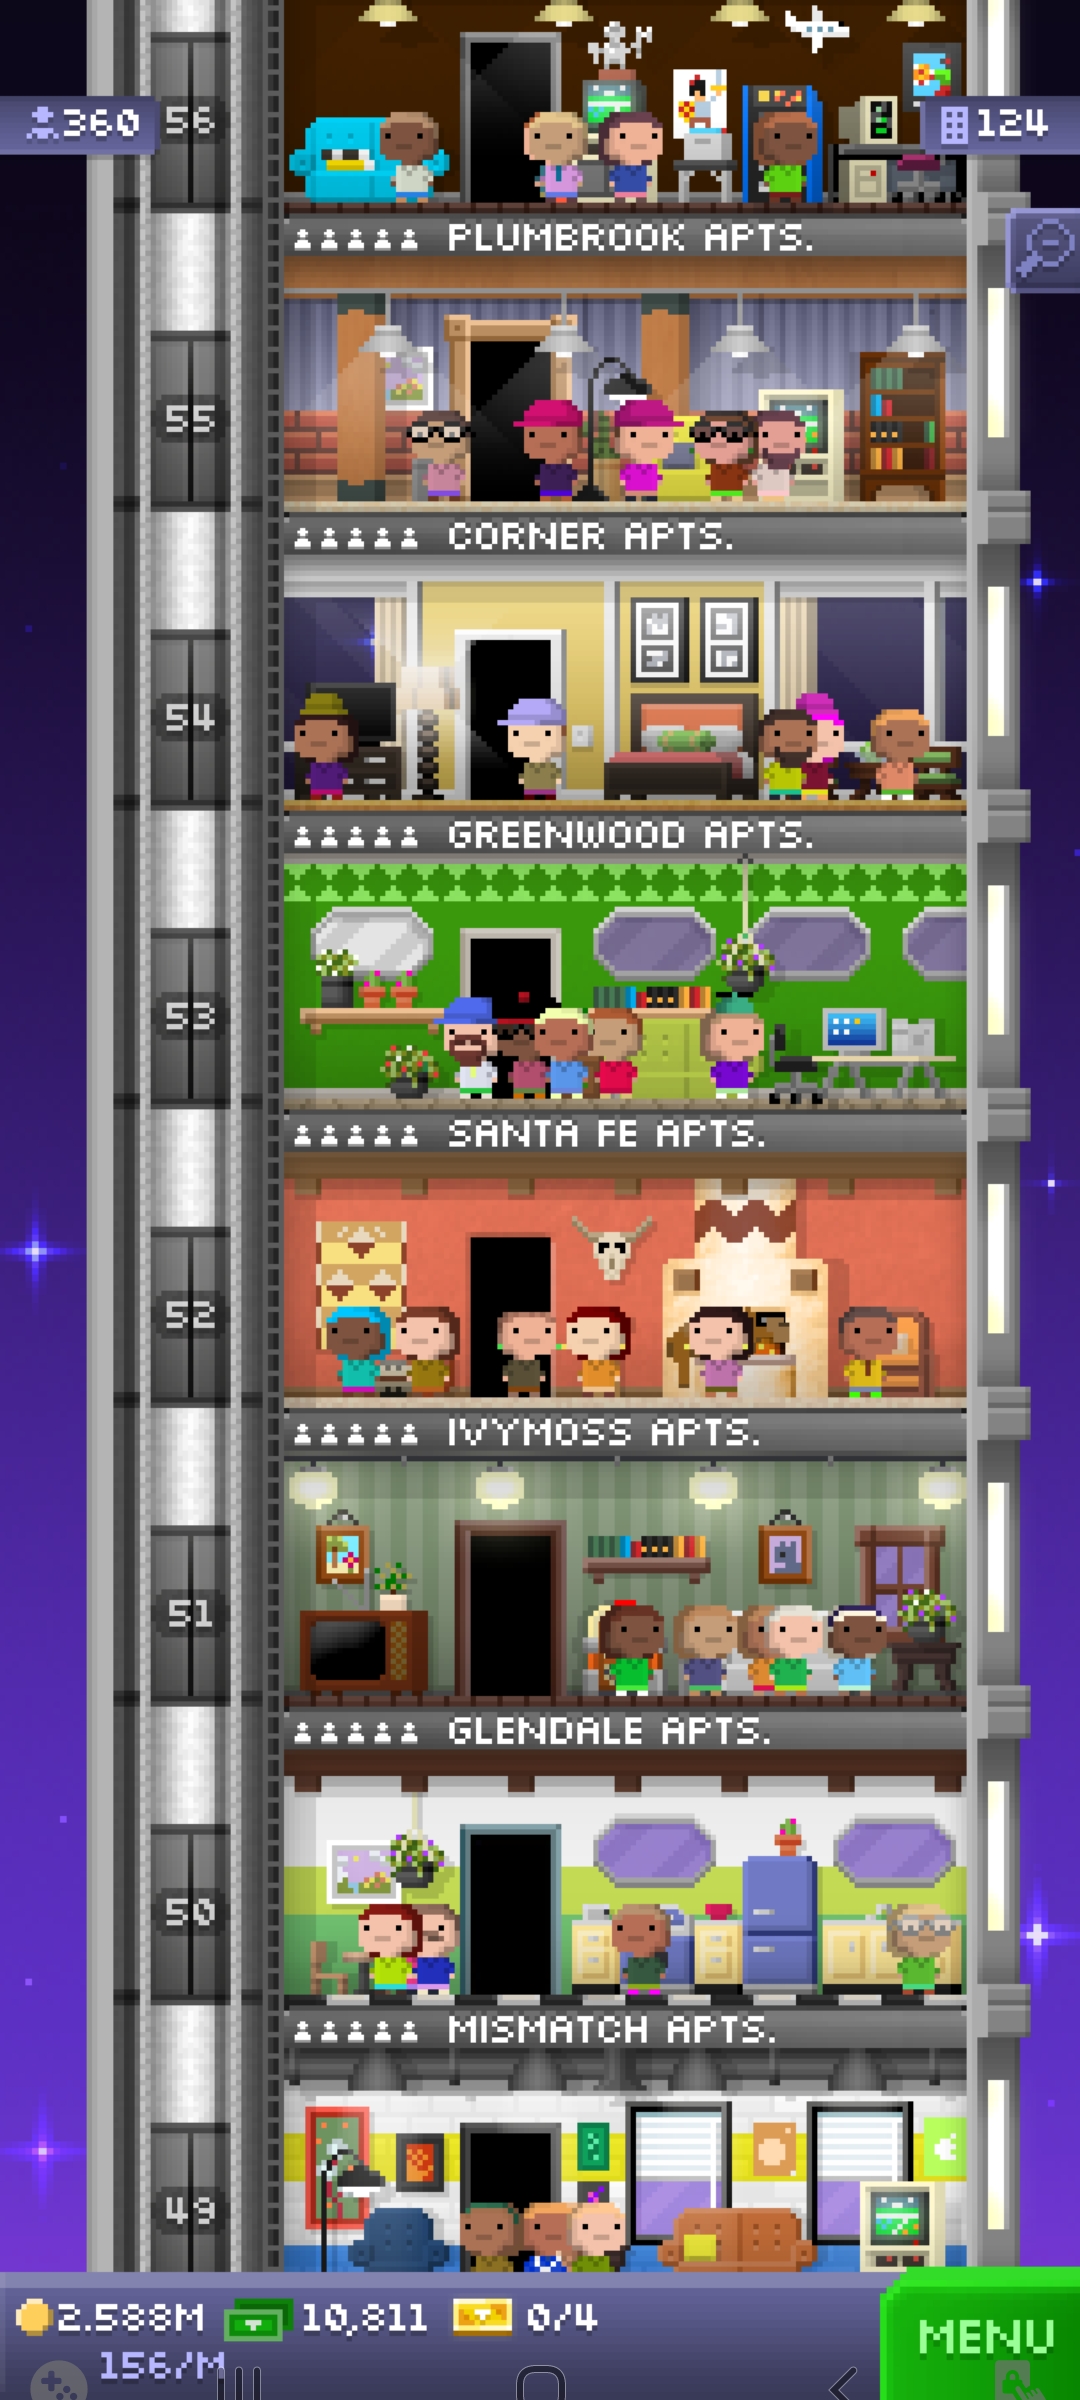 56
360
124
PLUMBROOK APTS.
55
CORNER APTS.
54
GREENWOOD APTS.
53
SANTA FE APTS.
52
IVYMOSS APTS.
51
GLENDALE APTS.
50
MISMATCH APTS.
49
2.588M 10,811 0/4
MENU
156/M